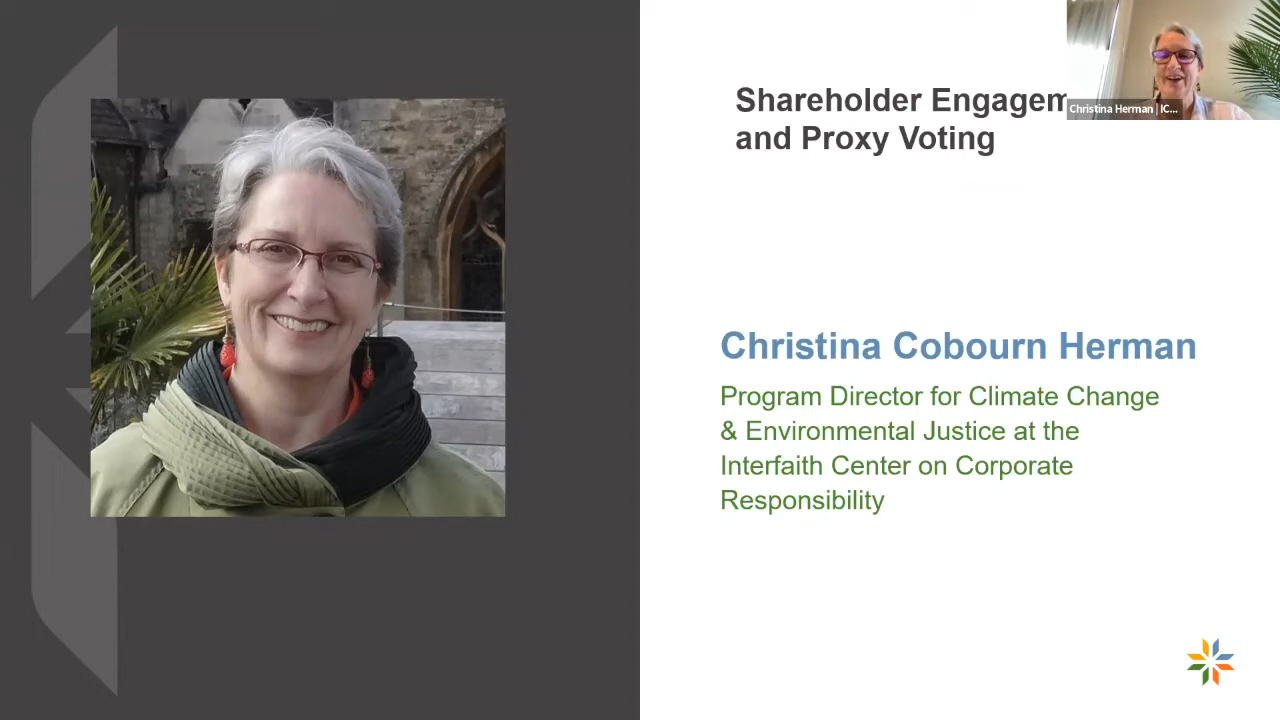 Shareholder Engagem
and Proxy Voting
Christina Herman | IC...
Christina Cobourn Herman
Program Director for Climate Change
& Environmental Justice at the
Interfaith Center on Corporate
Responsibility